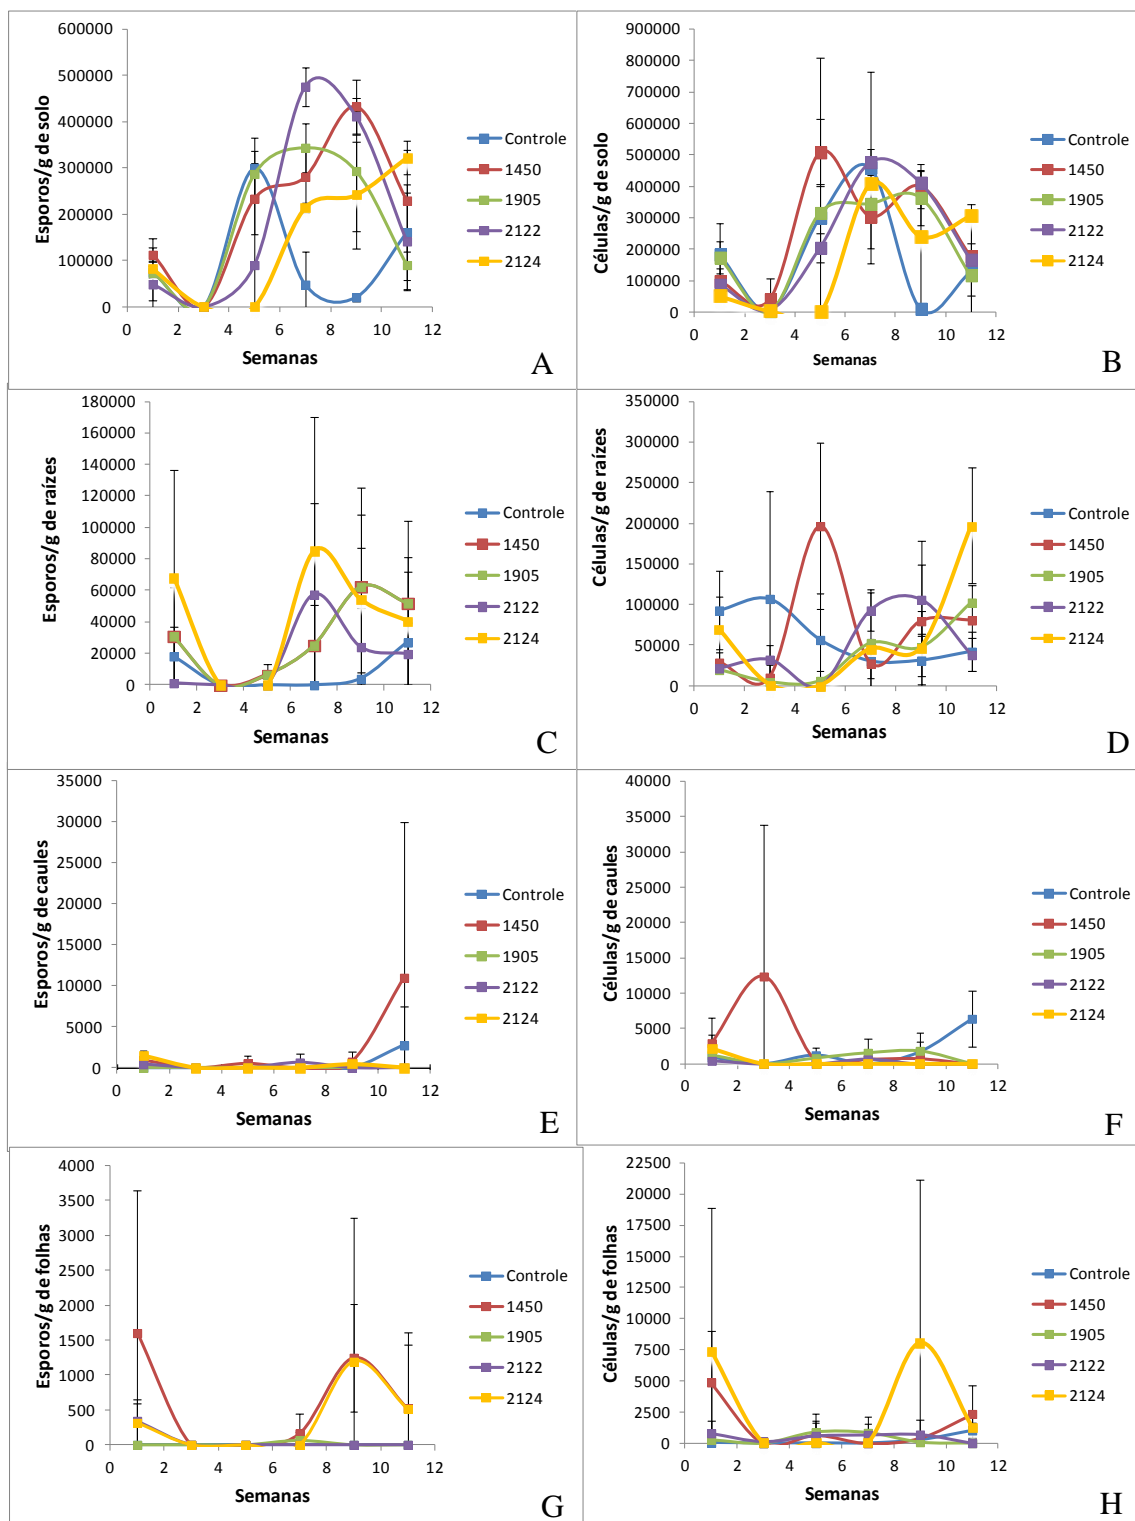 600000
500000
400000
300000
200000
100000
0
Esporos/g de solo
0 2 4 6 8 10 12
Semanas
Controle
1450
1905
2122
2124
A
900000
800000
700000
600000
500000
400000
300000
200000
100000
0
Células/g de solo
0 2 4 6 8 10 12
Semanas
Controle
1450
1905
2122
2124
B
180000
160000
140000
120000
100000
80000
60000
40000
20000
0
Esporos/g de raízes
0 2 4 6 8 10 12
Semanas
Controle
1450
1905
2122
2124
C
350000
300000
250000
200000
150000
100000
50000
0
Células/g de raízes
0 2 4 6 8 10 12
Semanas
Controle
1450
1905
2122
2124
D
35000
30000
25000
20000
15000
10000
5000
0
Esporos/g de caules
0 2 4 6 8 10 12
Semanas
Controle
1450
1905
2122
2124
E
40000
35000
30000
25000
20000
15000
10000
5000
0
Células/g de caules
0 2 4 6 8 10 12
Semanas
Controle
1450
1905
2122
2124
F
4000
3500
3000
2500
2000
1500
1000
500
0
Esporos/g de folhas
0 2 4 6 8 10 12
Semanas
Controle
1450
1905
2122
2124
G
22500
20000
17500
15000
12500
10000
7500
5000
2500
0
Células/g de folhas
0 2 4 6 8 10 12
Semanas
Controle
1450
1905
2122
2124
H